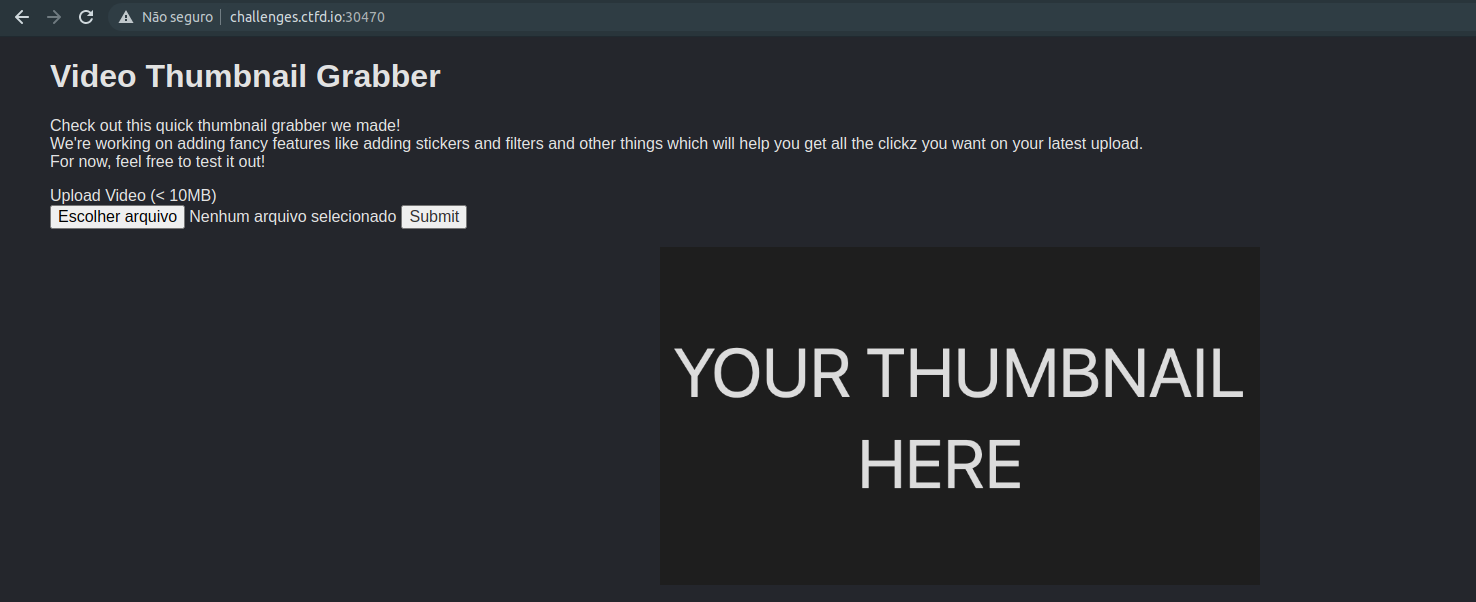 Não seguro | challenges.ctfd.io:30470
Video Thumbnail Grabber
Check out this quick thumbnail grabber we made!
We're working on adding fancy features like adding stickers and filters and other things which will help you get all the clickz you want on your latest upload.
For now, feel free to test it out!
Upload Video (< 10MB)
Escolher arquivo Nenhum arquivo selecionado Submit
YOUR THUMBNAIL
HERE